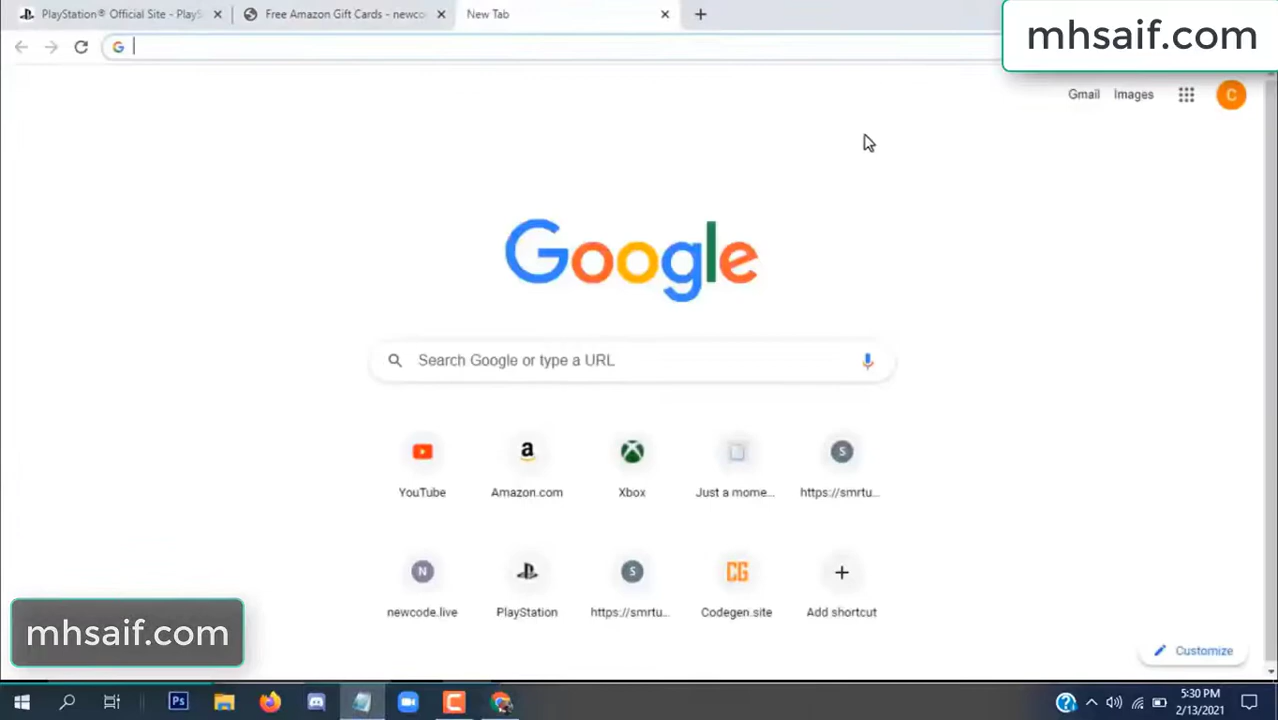 PlayStation® Official Site - PlayS
Free Amazon Gift Cards - newco
New Tab
mhsaif.com
Gmail
Images
C
Google
Search Google or type a URL
YouTube
a
Amazon.com
Xbox
Just a mome...
S
https://smrtu...
N
newcode.live
PlayStation
S
https://smrtu...
CG
Codegen.site
Add shortcut
mhsaif.com
Customize
Ps
5:30 PM
2/13/2021